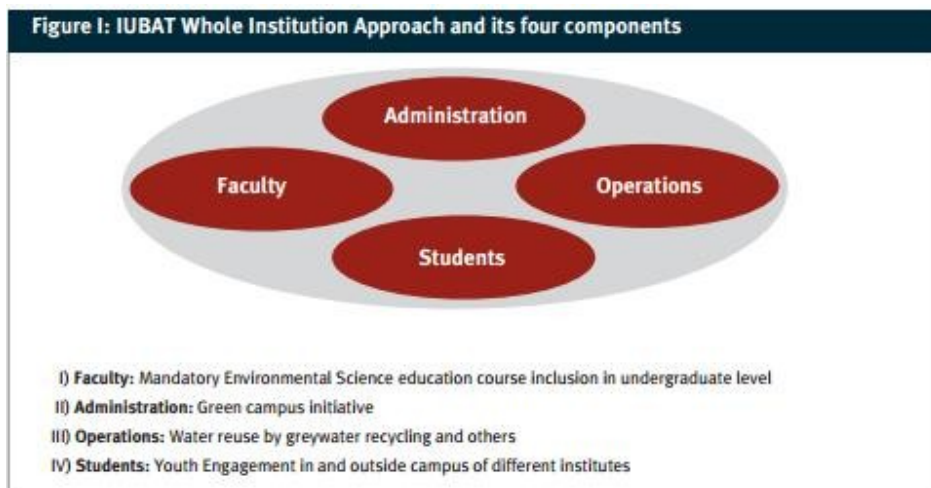 Figure I: IUBAT Whole Institution Approach and its four components
Administration
Faculty
Operations
Students
I) Faculty: Mandatory Environmental Science education course inclusion in undergraduate level
II) Administration: Green campus initiative
III) Operations: Water reuse by greywater recycling and others
IV) Students: Youth Engagement in and outside campus of different institutes